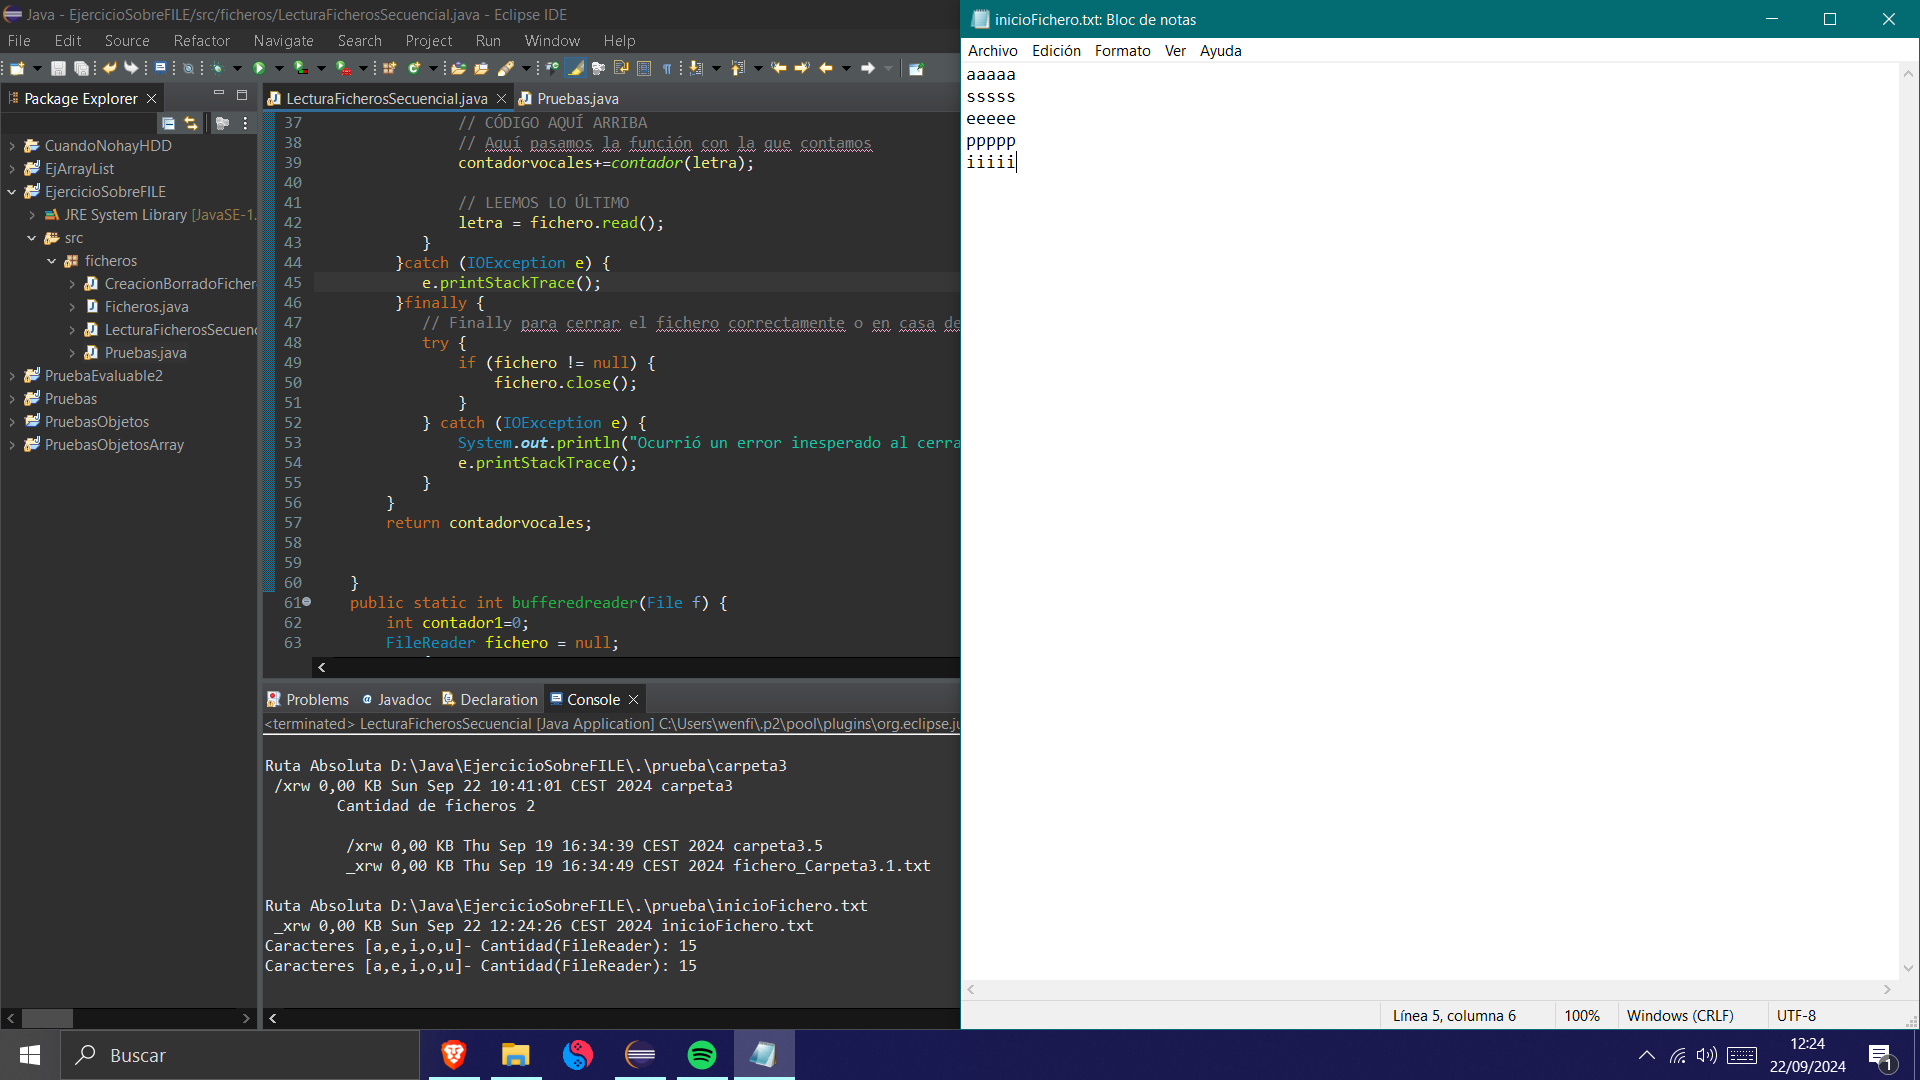 Java - EjercicioSobreFILE/src/ficheros/LecturaFicherosSecuencial.java - Eclipse IDE
File Edit Source Refactor Navigate Search Project Run Window Help
Package Explorer
CuandoNohayHDD
EjArrayList
EjercicioSobreFILE
JRE System Library [JavaSE-1.
src
ficheros
CreacionBorradoFicher
Ficheros.java
LecturaFicherosSecuenc
Pruebas.java
PruebaEvaluable2
Pruebas
PruebasObjetos
PruebasObjetosArray
LecturaFicherosSecuencial.java Pruebas.java
37 // CÓDIGO AQUÍ ARRIBA
38 // Aquí pasamos la función con la que contamos
39 contadorvocales+=contador(letra);
40
41 // LEEMOS LO ÚLTIMO
42 letra = fichero.read();
43 }
44 }catch (IOException e) {
45 e.printStackTrace();
46 }finally {
47 // Finally para cerrar el fichero correctamente o en casa de
48 try {
49 if (fichero != null) {
50 fichero.close();
51 }
52 } catch (IOException e) {
53 System.out.println("Ocurrió un error inesperado al cerra
54 e.printStackTrace();
55 }
56 }
57 return contadorvocales;
58
59
60 }
61 public static int bufferedreader(File f) {
62 int contador1=0;
63 FileReader fichero = null;
Problems Javadoc Declaration Console
<terminated> LecturaFicherosSecuencial [Java Application] C:\Users\wenfi\.p2\pool\plugins\org.eclipse.ju
Ruta Absoluta D:\Java\EjercicioSobreFILE\.\prueba\carpeta3
/xrw 0,00 KB Sun Sep 22 10:41:01 CEST 2024 carpeta3
Cantidad de ficheros 2
/xrw 0,00 KB Thu Sep 19 16:34:39 CEST 2024 carpeta3.5
_xrw 0,00 KB Thu Sep 19 16:34:49 CEST 2024 fichero_Carpeta3.1.txt
Ruta Absoluta D:\Java\EjercicioSobreFILE\.\prueba\inicioFichero.txt
_xrw 0,00 KB Sun Sep 22 12:24:26 CEST 2024 inicioFichero.txt
Caracteres [a,e,i,o,u]- Cantidad(FileReader): 15
Caracteres [a,e,i,o,u]- Cantidad(FileReader): 15
inicioFichero.txt: Bloc de notas
Archivo Edición Formato Ver Ayuda
aaaaa
sssss
eeeee
ppppp
iiiii
Línea 5, columna 6 100% Windows (CRLF) UTF-8
Buscar
12:24
22/09/2024
1